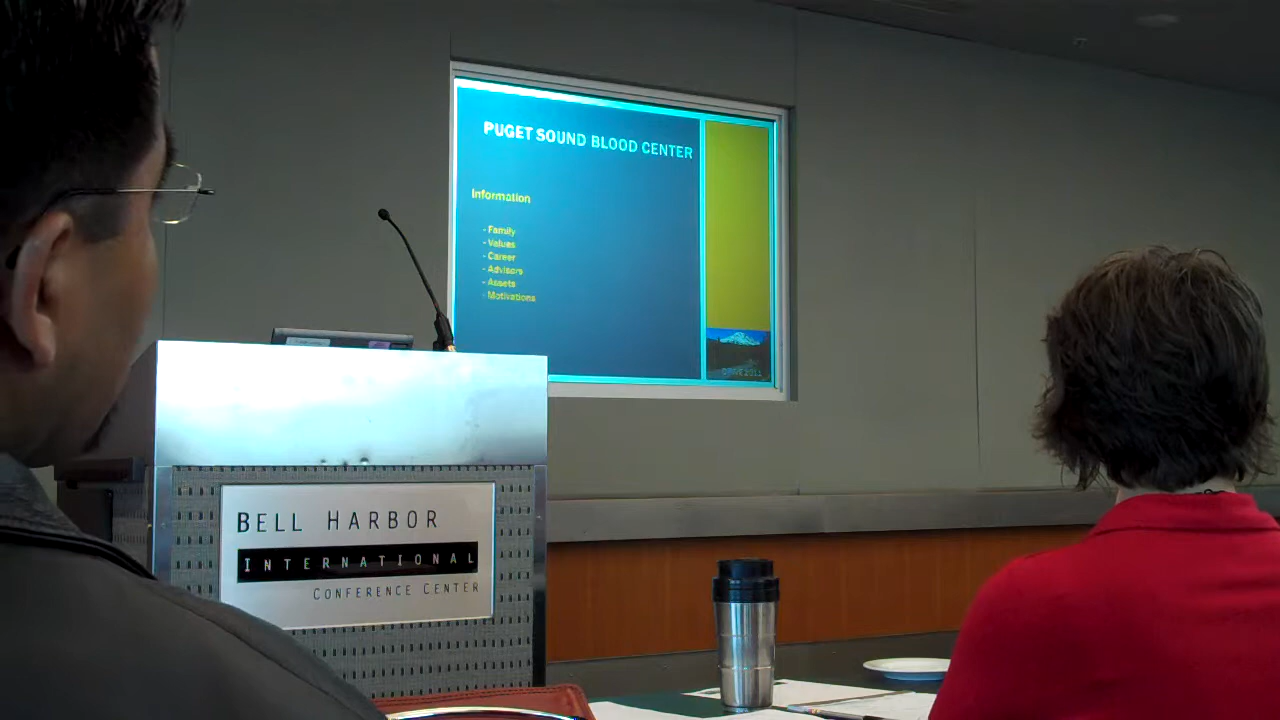 PUGET SOUND BLOOD CENTER
Information
- Family
- Values
- Career
- Advisors
- Assets
- Motivations
BELL HARBOR
INTERNATIONAL
CONFERENCE CENTER